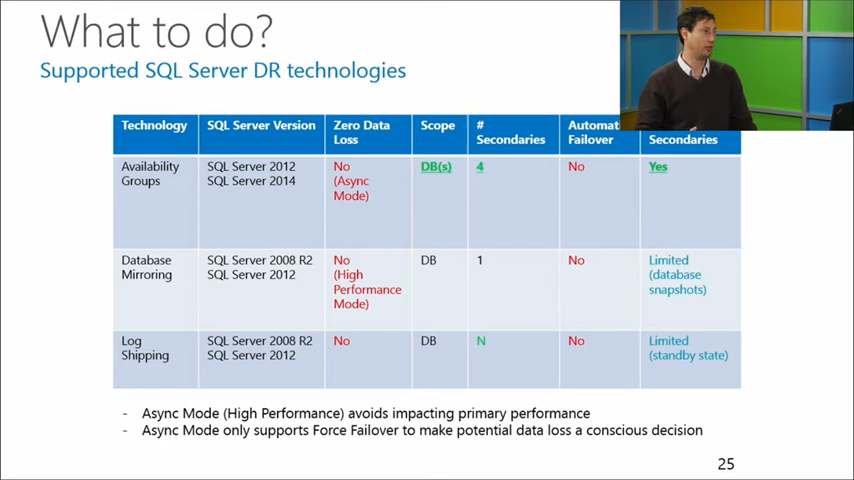 What to do?
Supported SQL Server DR technologies
Technology SQL Server Version Zero Data Loss Scope # Secondaries Failover Secondaries
Availability Groups SQL Server 2012 SQL Server 2014 No (Async Mode) DB(s) 4 No Yes
Database Mirroring SQL Server 2008 R2 SQL Server 2012 No (High Performance Mode) DB 1 No Limited (database snapshots)
Log Shipping SQL Server 2008 R2 SQL Server 2012 No DB N No Limited (standby state)
- Async Mode (High Performance) avoids impacting primary performance
- Async Mode only supports Force Failover to make potential data loss a conscious decision
25